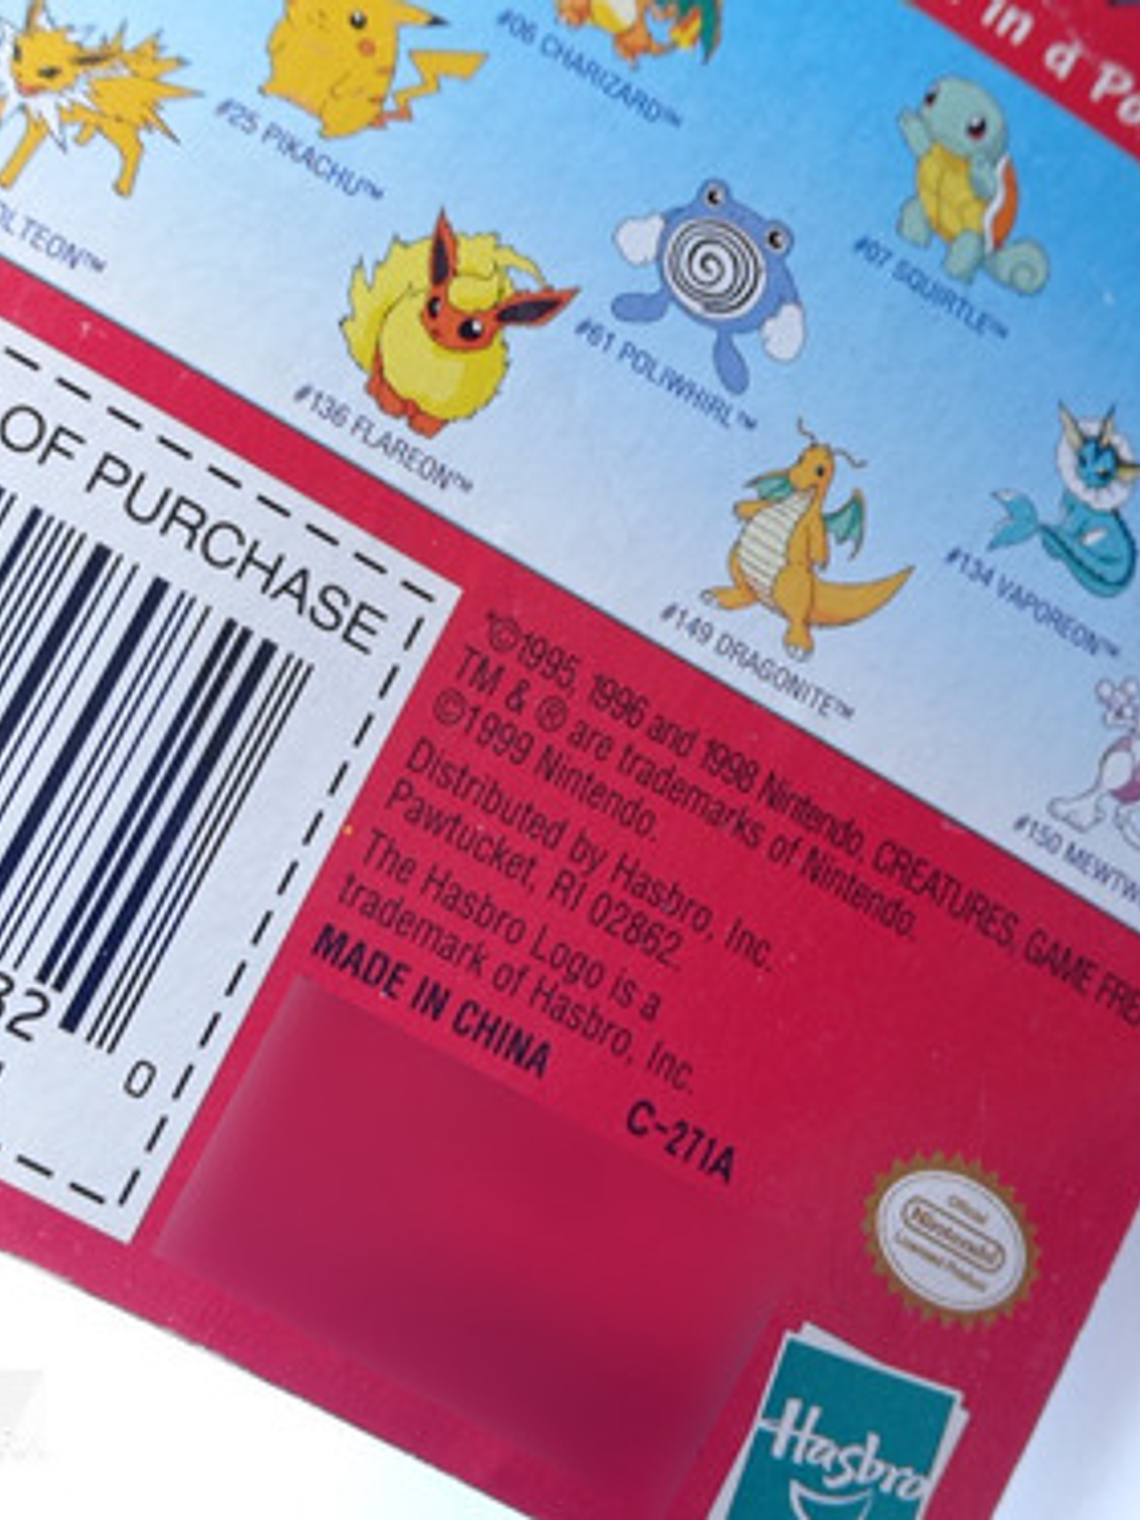 in a Po
#06 CHARIZARD™
#25 PIKACHU™
#07 SQUIRTLE™
OLTEON™
#61 POLIWHIRL™
#136 FLAREON™
#134 VAPOREON™
#149 DRAGONITE™
#150 MEWTW
OF PURCHASE
32
0
*©1995, 1996 and 1998 Nintendo, CREATURES, GAME FRE
TM & ® are trademarks of Nintendo.
©1999 Nintendo.
Distributed by Hasbro, Inc.
Pawtucket, RI 02862.
The Hasbro Logo is a
trademark of Hasbro, Inc.
MADE IN CHINA C-271A
Official
Nintendo
Licensed Product
Hasbro